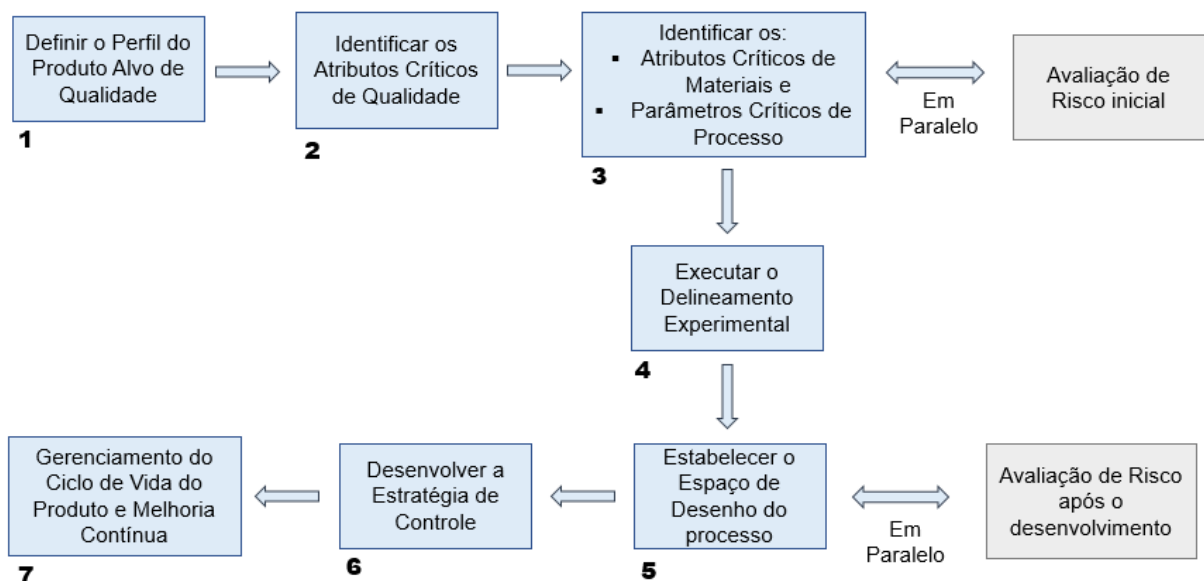 Definir o Perfil do
Produto Alvo de
Qualidade
1
Identificar os
Atributos Críticos
de Qualidade
2
Identificar os:
▪ Atributos Críticos de
Materiais e
▪ Parâmetros Críticos de
Processo
3
Em
Paralelo
Avaliação de
Risco inicial
Executar o
Delineamento
Experimental
4
Estabelecer o
Espaço de
Desenho do
processo
5
Em
Paralelo
Avaliação de Risco
após o
desenvolvimento
Desenvolver a
Estratégia de
Controle
6
Gerenciamento do
Ciclo de Vida do
Produto e Melhoria
Contínua
7